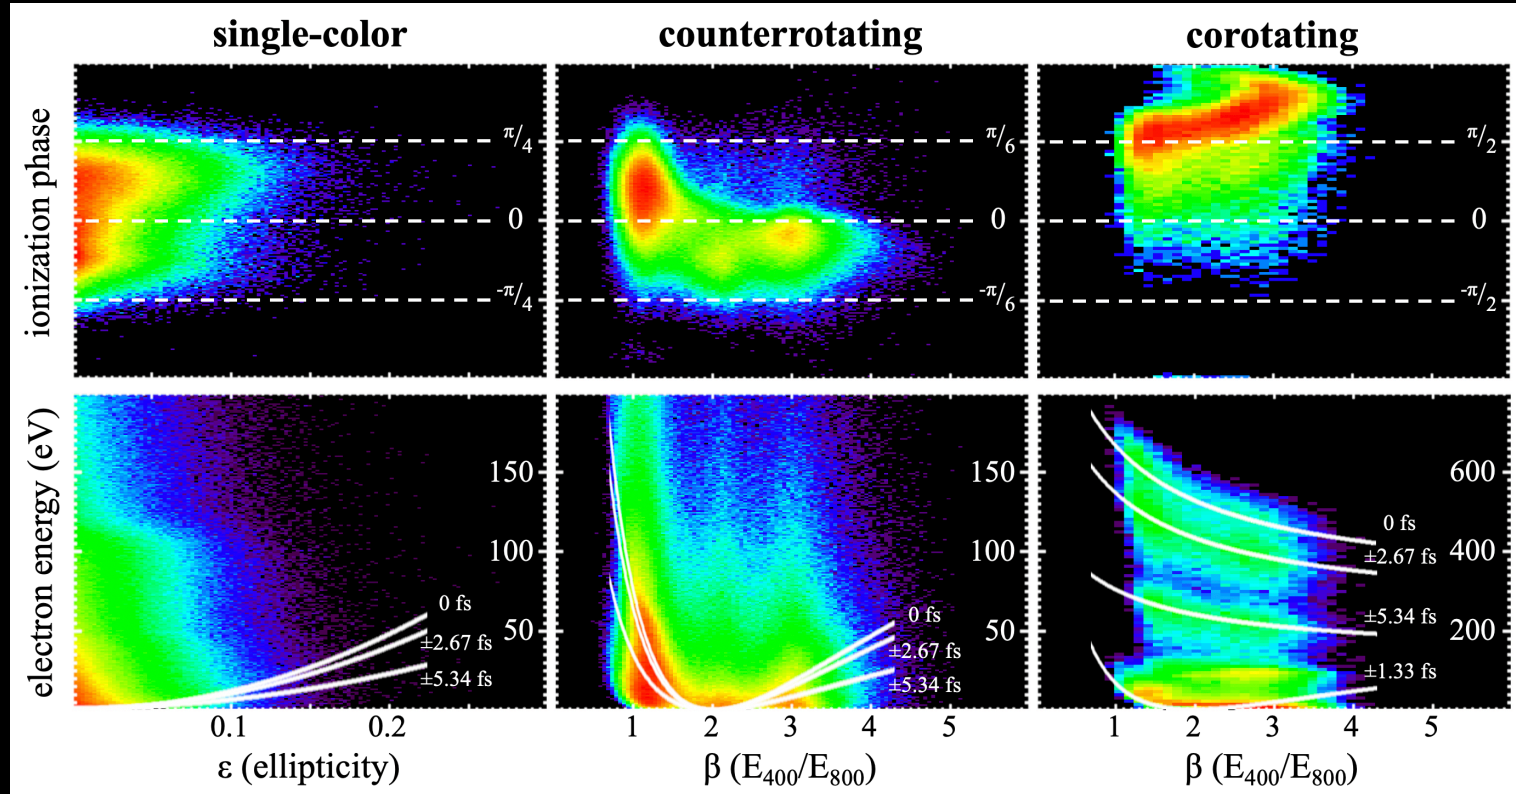 single-color
counterrotating
corotating
ionization phase
π/4
0
-π/4
π/6
0
-π/6
π/2
0
-π/2
electron energy (eV)
150
100
50
0 fs
±2.67 fs
±5.34 fs
150
100
50
0 fs
±2.67 fs
±5.34 fs
600
400
200
0 fs
±2.67 fs
±5.34 fs
±1.33 fs
0.1 0.2
1 2 3 4 5
1 2 3 4 5
ε (ellipticity)
β (E₄₀₀/E₈₀₀)
β (E₄₀₀/E₈₀₀)